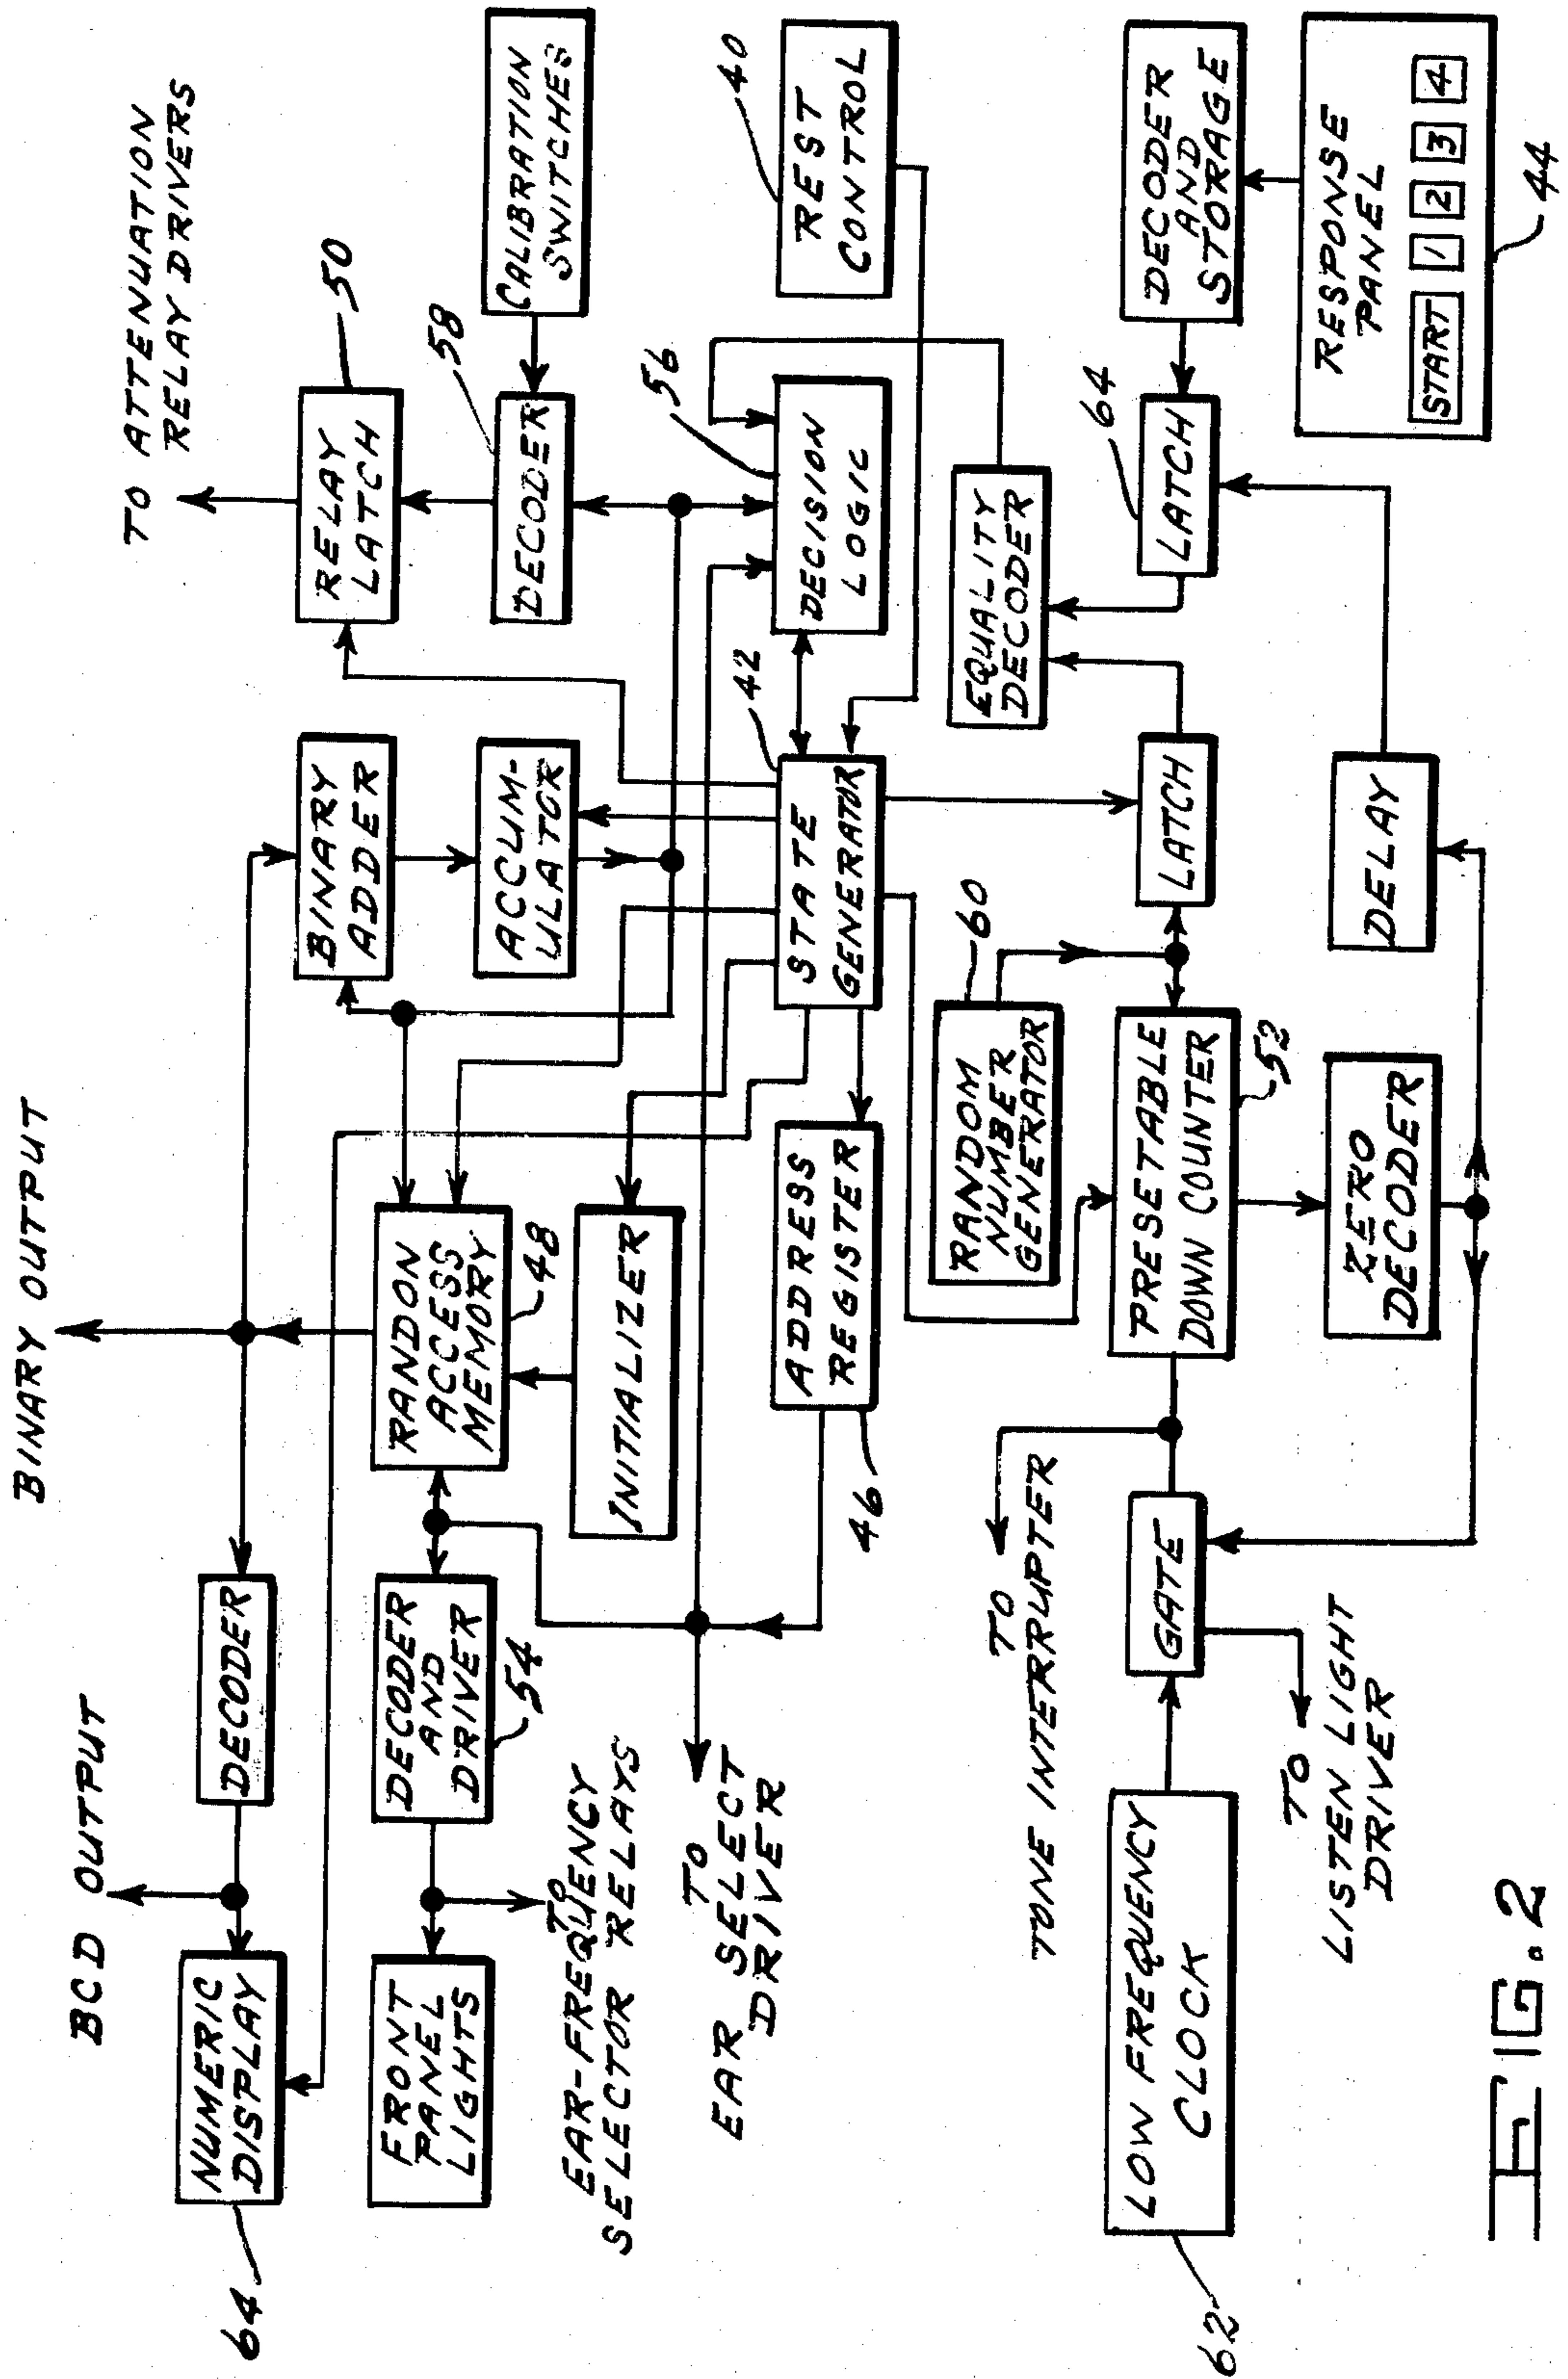 BINARY OUTPUT
BCD OUTPUT
TO ATTENUATION
RELAY DRIVERS
64
NUMERIC
DISPLAY
DECODER
BINARY
ADDER
RELAY
LATCH
50
FRONT
PANEL
LIGHTS
DECODER
AND
DRIVER
54
RANDON
ACCESS
MEMORY
48
ACCUM-
ULATOR
DECODER
58
CALIBRATION
SWITCHES
TO
EAR-FREQUENCY
SELECTOR RELAYS
INITIALIZER
TO
EAR SELECT
DRIVER
ADDRESS
REGISTER
46
STATE
GENERATOR
42
DECISION
LOGIC
56
REST
CONTROL
40
TO
TONE INTERRUPTER
RANDOM
NUMBER
GENERATOR
60
EQUALITY
DECODER
LOW FREQUENCY
CLOCK
62
GATE
PRESETABLE
DOWN COUNTER
52
LATCH
LATCH
64
DECODER
AND
STORAGE
TO
LISTEN LIGHT
DRIVER
ZERO
DECODER
DELAY
RESPONSE
PANEL
START 1 2 3 4
44
FIG. 2